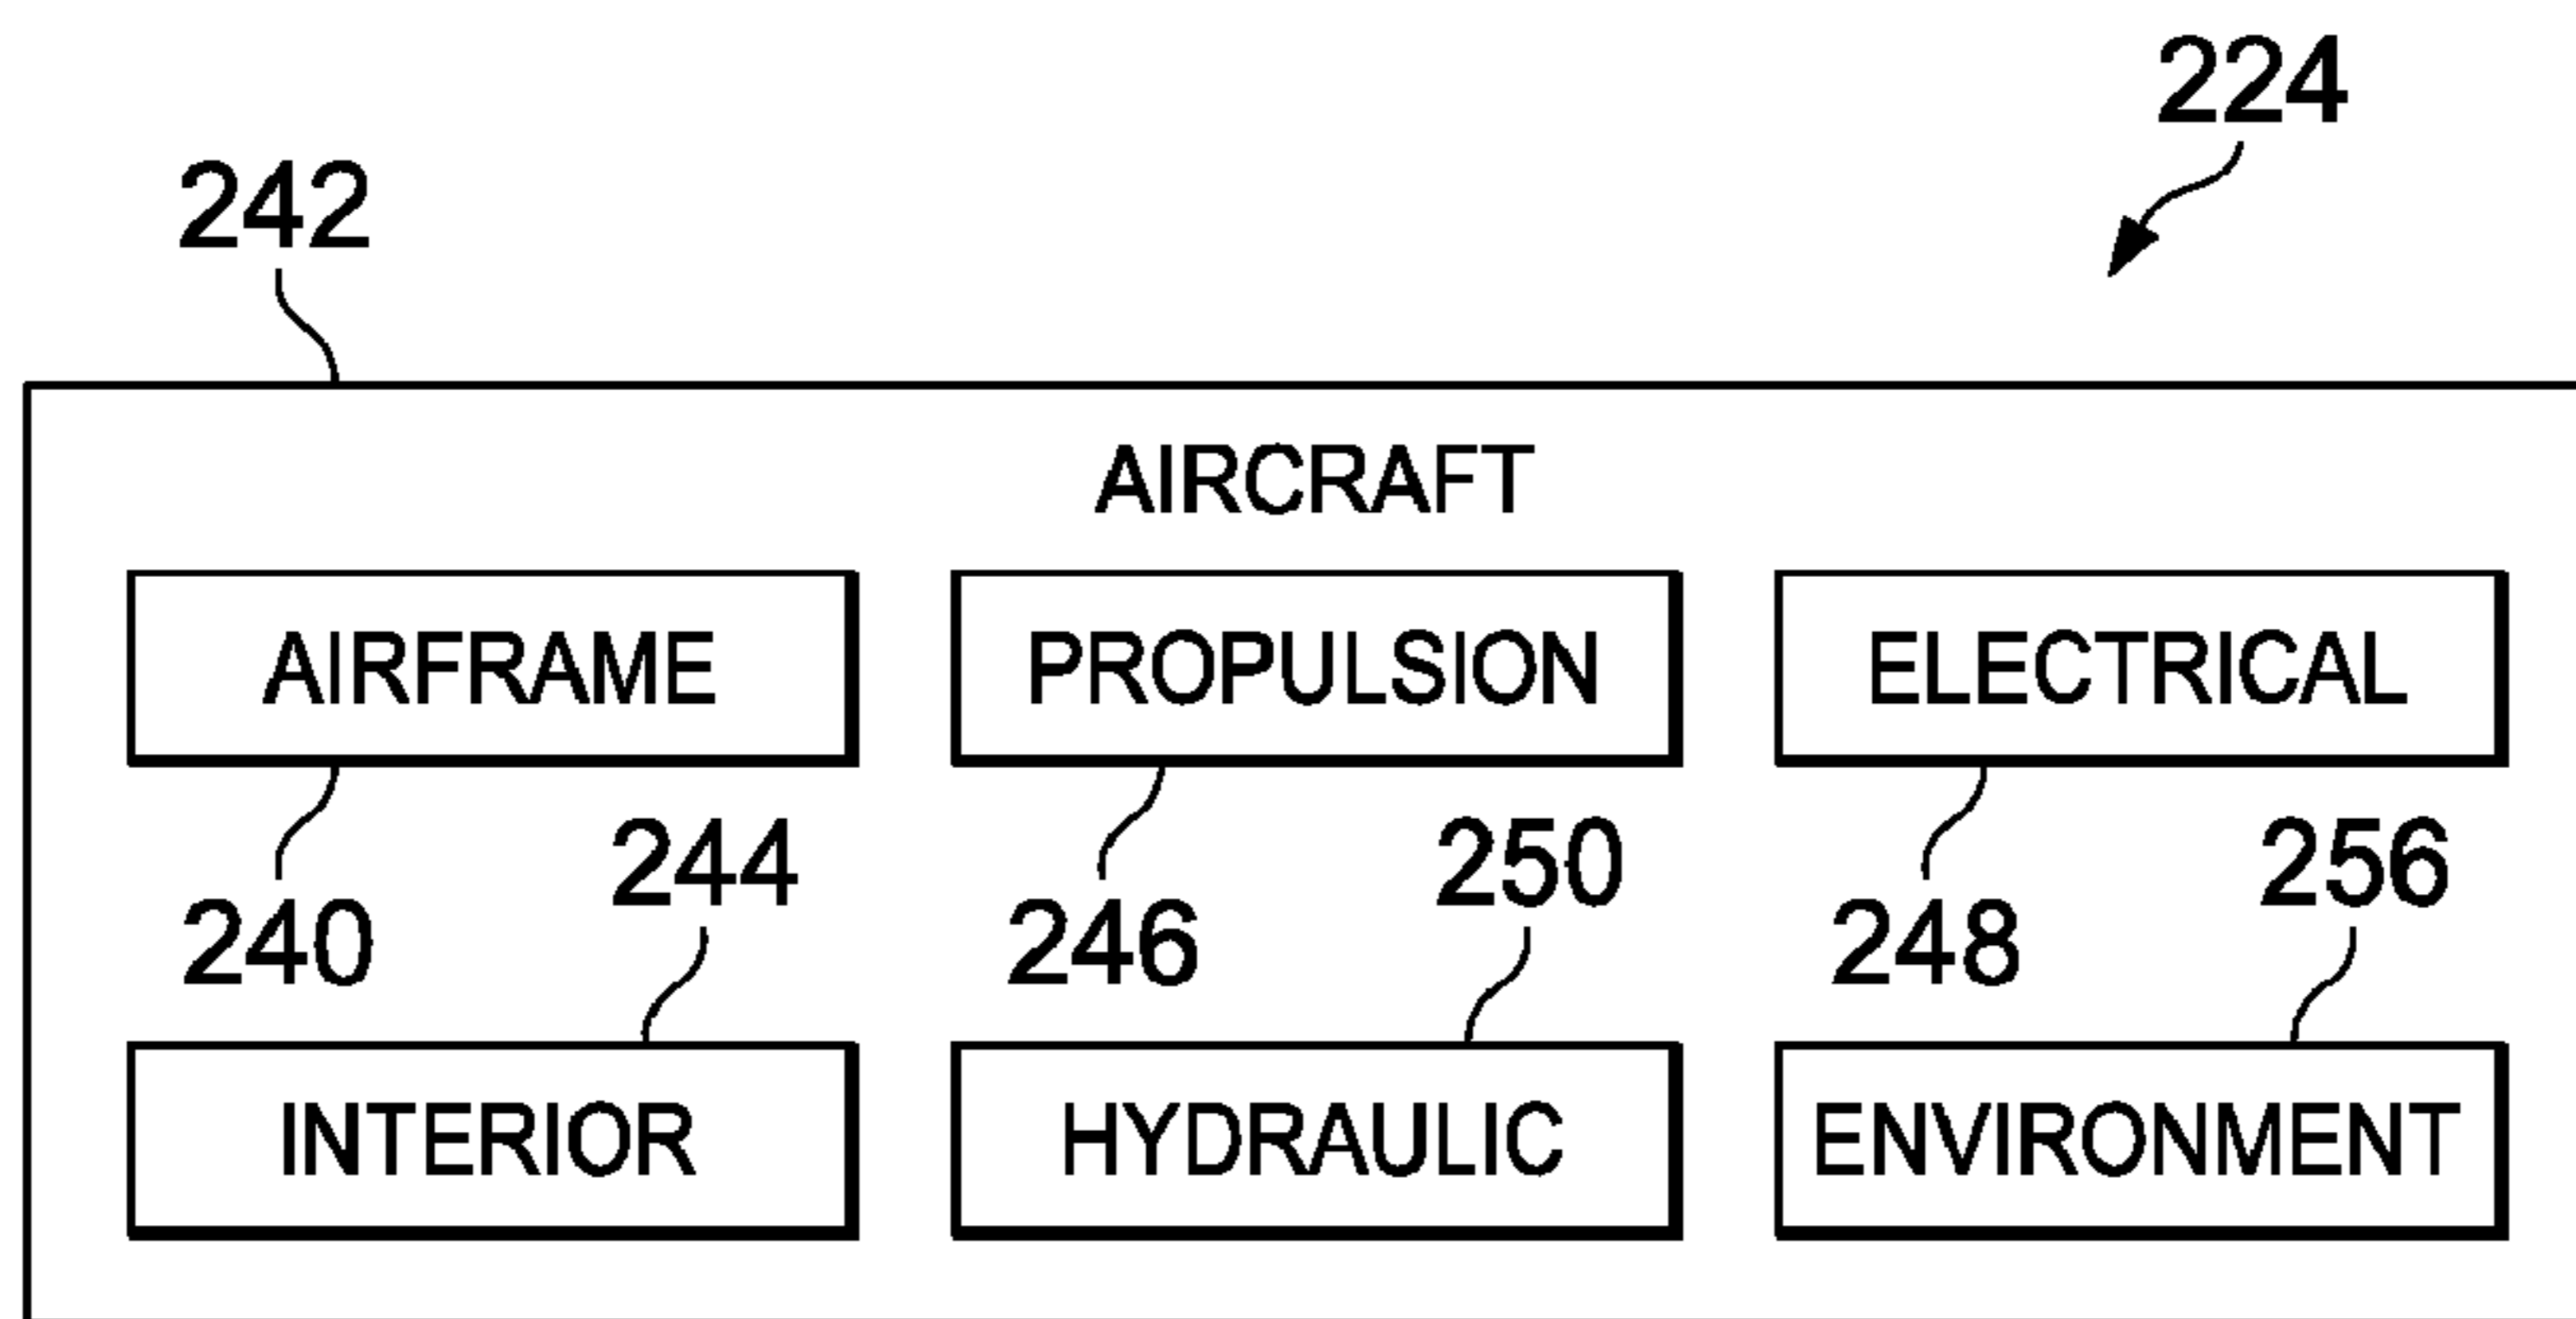 224
242
AIRCRAFT
AIRFRAME PROPULSION ELECTRICAL
244 250 256
240 246 248
INTERIOR HYDRAULIC ENVIRONMENT